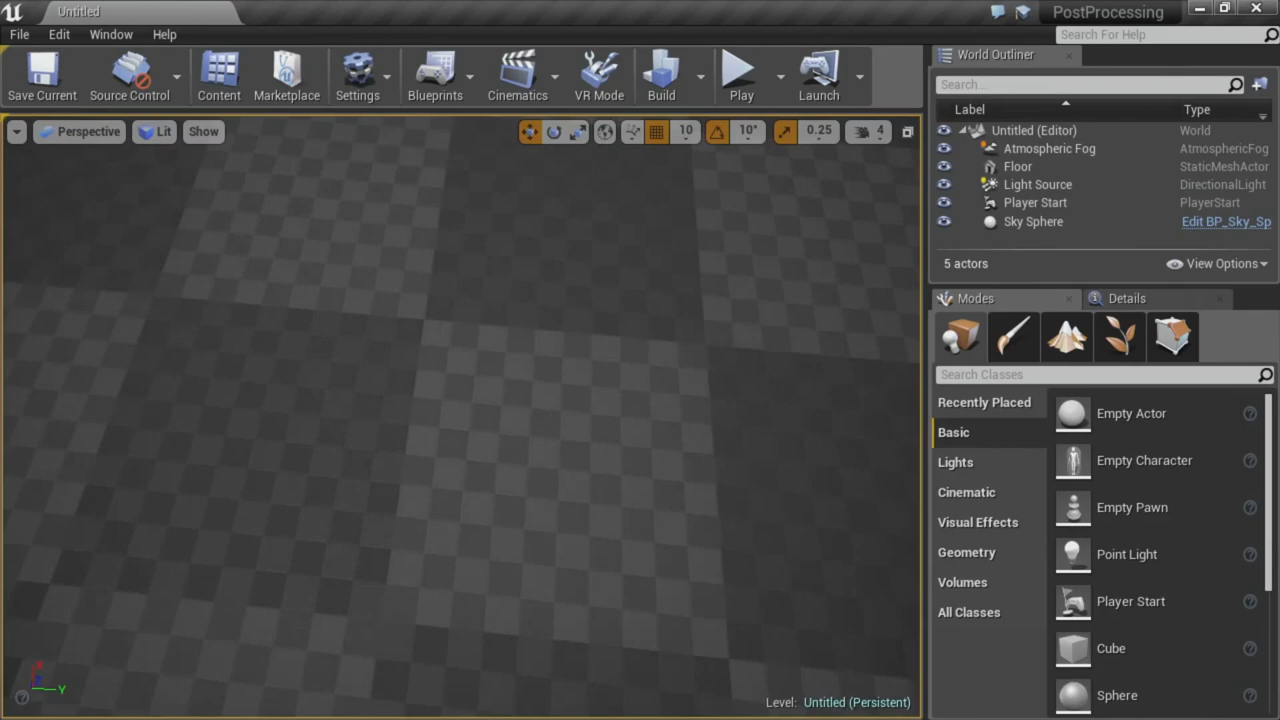 Untitled
PostProcessing
File Edit Window Help
Search For Help
Save Current Source Control Content Marketplace Settings Blueprints Cinematics VR Mode Build Play Launch
Perspective Lit Show 10 10° 0.25 4
World Outliner
Search...
Label Type
Untitled (Editor) World
Atmospheric Fog AtmosphericFog
Floor StaticMeshActor
Light Source DirectionalLight
Player Start PlayerStart
Sky Sphere Edit BP_Sky_Sp
5 actors View Options
Modes Details
Search Classes
Recently Placed
Basic
Lights
Cinematic
Visual Effects
Geometry
Volumes
All Classes
Empty Actor
Empty Character
Empty Pawn
Point Light
Player Start
Cube
Sphere
X
Z
Y
Level: Untitled (Persistent)